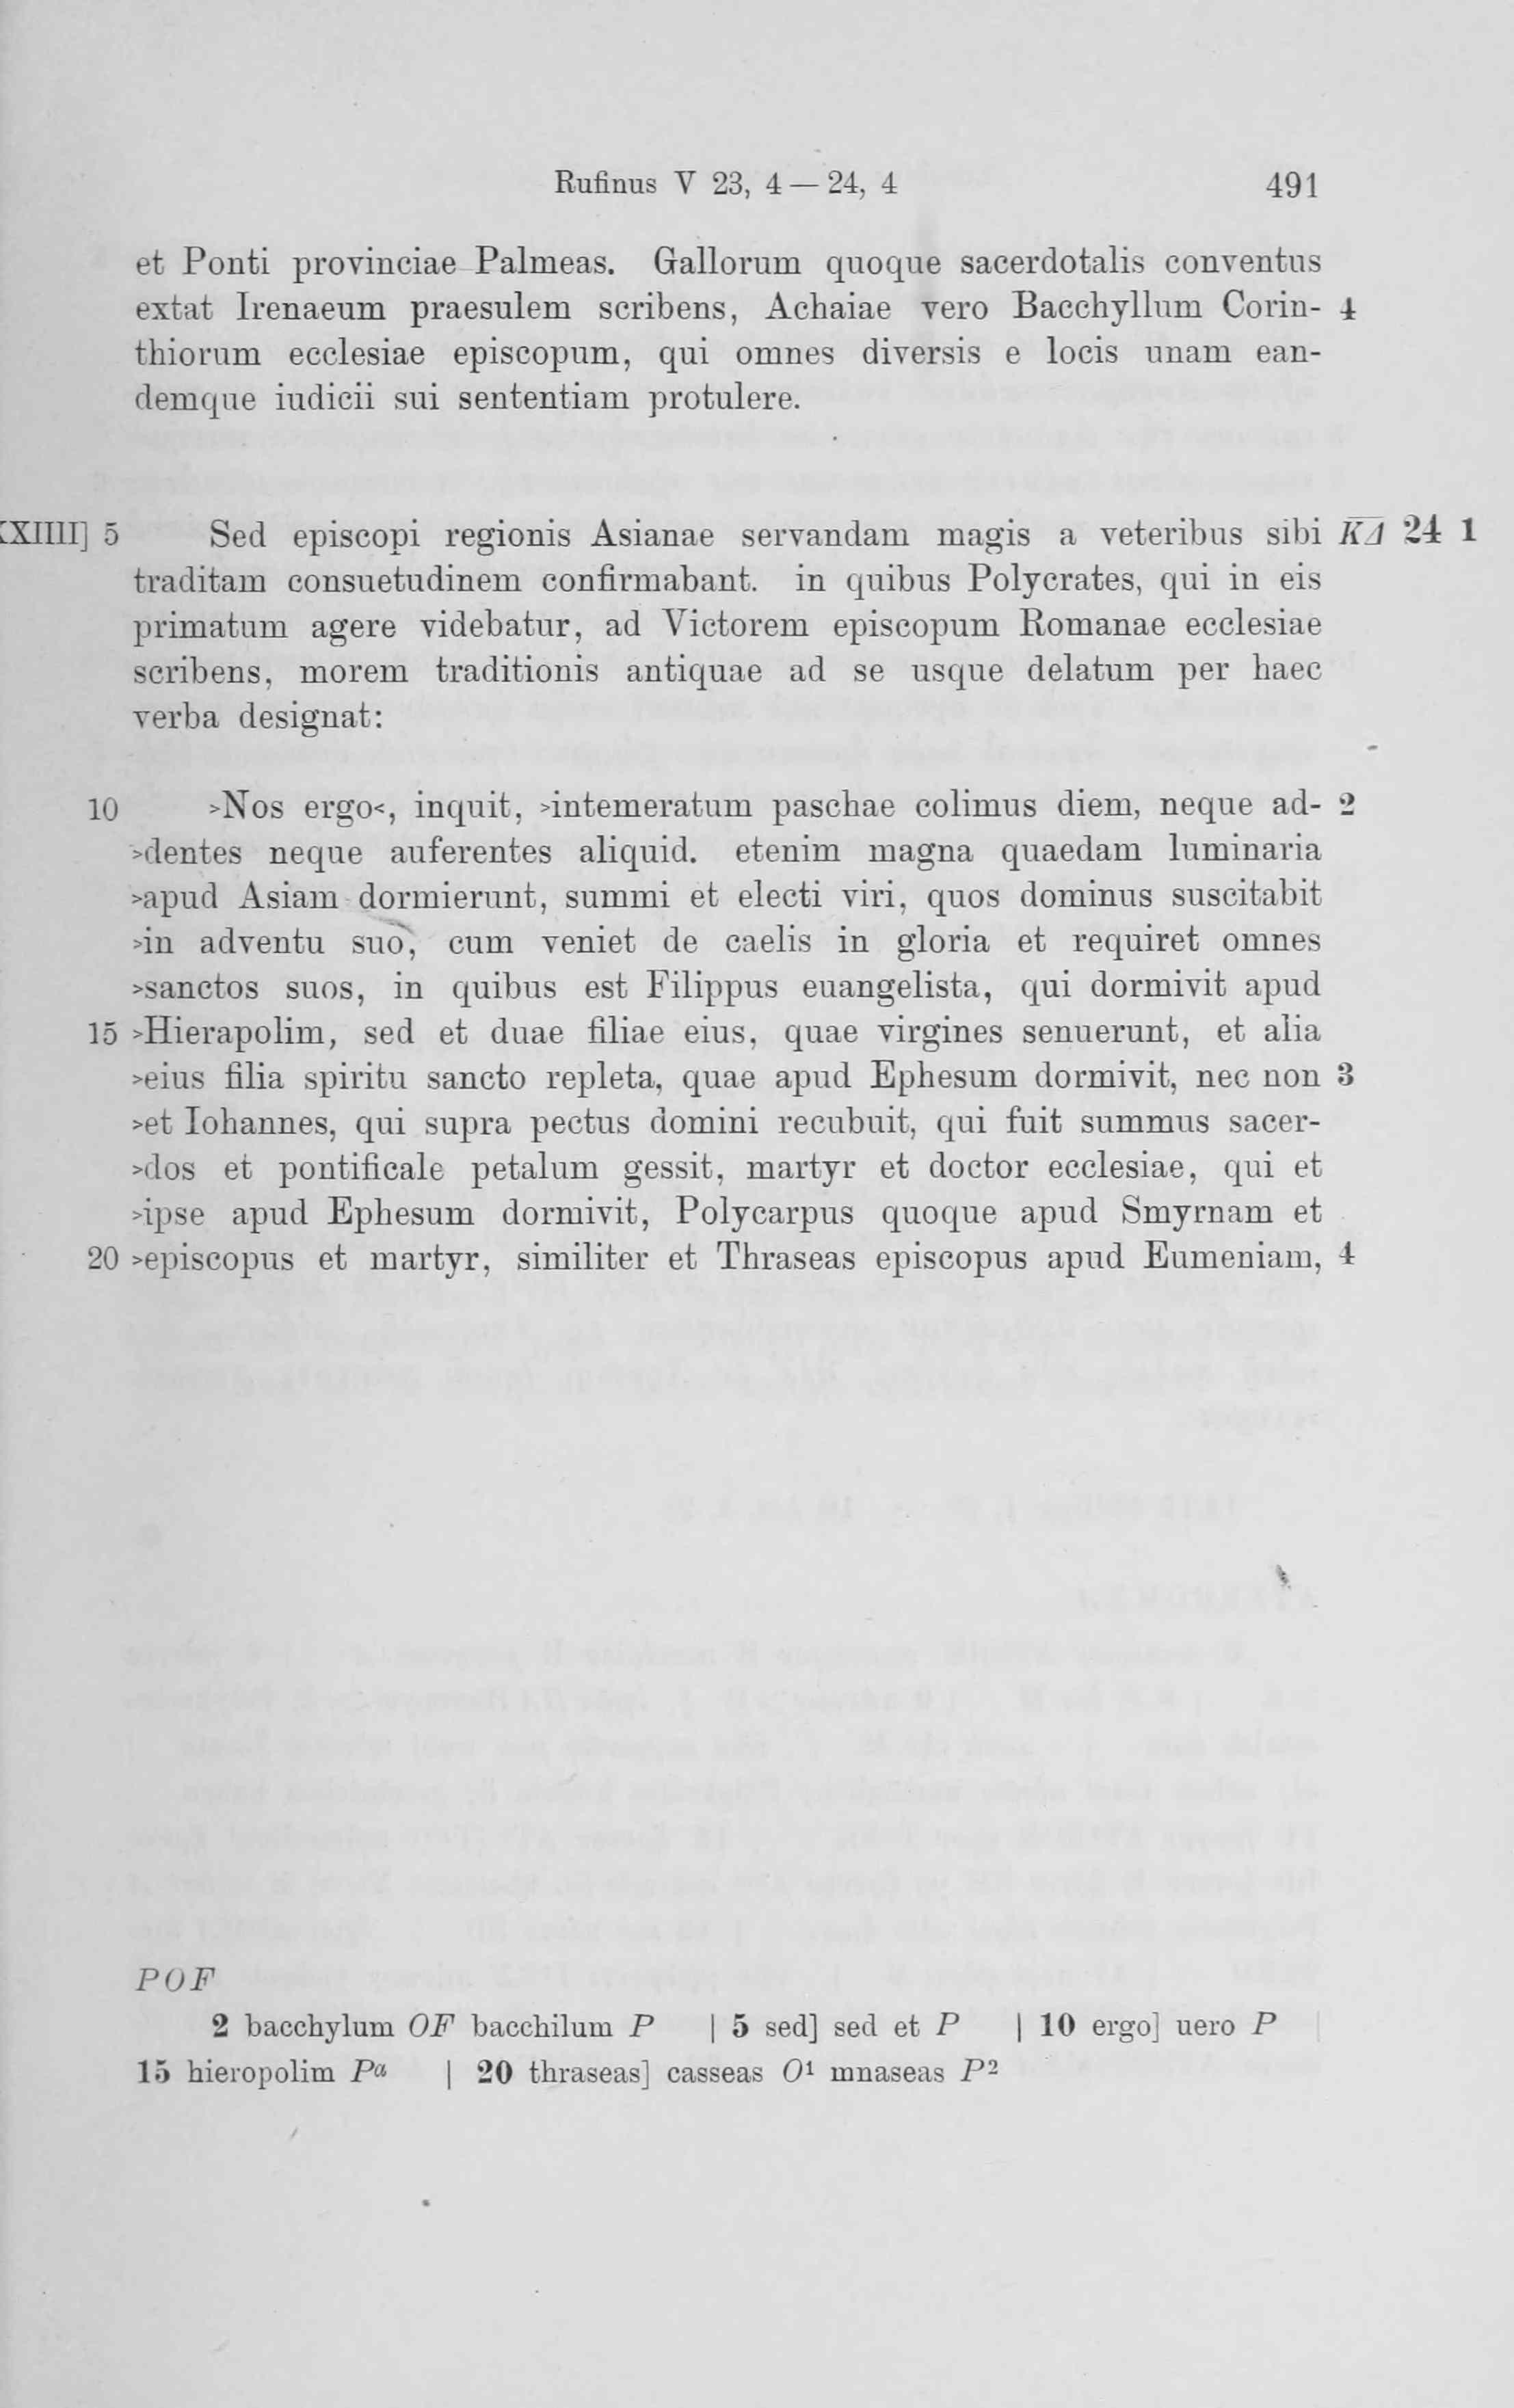 Rufinus V 23, 4 — 24, 4 491
et Ponti provinciae Palmeas. Gallorum quoque sacerdotalis conventus
extat Irenaeum praesulem scribens, Achaiae vero Bacchyllum Corin- 4
thiorum ecclesiae episcopum, qui omnes diversis e locis unam ean-
demque iudicii sui sententiam protulere.
XIIII] 5 Sed episcopi regionis Asianae servandam magis a veteribus sibi K͞Δ͞ 24 1
traditam consuetudinem confirmabant. in quibus Polycrates, qui in eis
primatum agere videbatur, ad Victorem episcopum Romanae ecclesiae
scribens, morem traditionis antiquae ad se usque delatum per haec
verba designat:
10 >Nos ergo<, inquit, >intemeratum paschae colimus diem, neque ad- 2
>dentes neque auferentes aliquid. etenim magna quaedam luminaria
>apud Asiam dormierunt, summi et electi viri, quos dominus suscitabit
>in adventu suo, cum veniet de caelis in gloria et requiret omnes
>sanctos suos, in quibus est Filippus euangelista, qui dormivit apud
15 >Hierapolim, sed et duae filiae eius, quae virgines senuerunt, et alia
>eius filia spiritu sancto repleta, quae apud Ephesum dormivit, nec non 3
>et Iohannes, qui supra pectus domini recubuit, qui fuit summus sacer-
>dos et pontificale petalum gessit, martyr et doctor ecclesiae, qui et
>ipse apud Ephesum dormivit, Polycarpus quoque apud Smyrnam et
20 >episcopus et martyr, similiter et Thraseas episcopus apud Eumeniam, 4
POF
2 bacchylum OF bacchilum P | 5 sed] sed et P | 10 ergo] uero P |
15 hieropolim Pa | 20 thraseas] casseas O¹ mnaseas P²